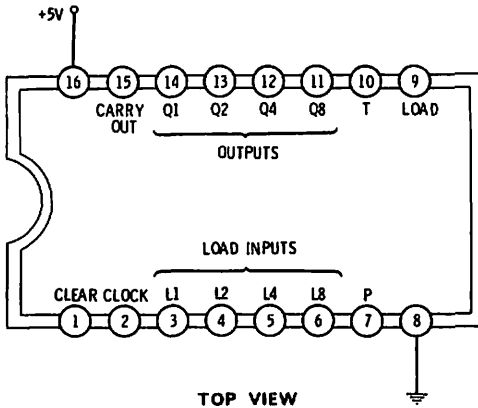 +5V
16 15 14 13 12 11 10 9
CARRY OUT Q1 Q2 Q4 Q8 T LOAD
OUTPUTS
LOAD INPUTS
CLEAR CLOCK L1 L2 L4 L8 P
1 2 3 4 5 6 7 8
TOP VIEW